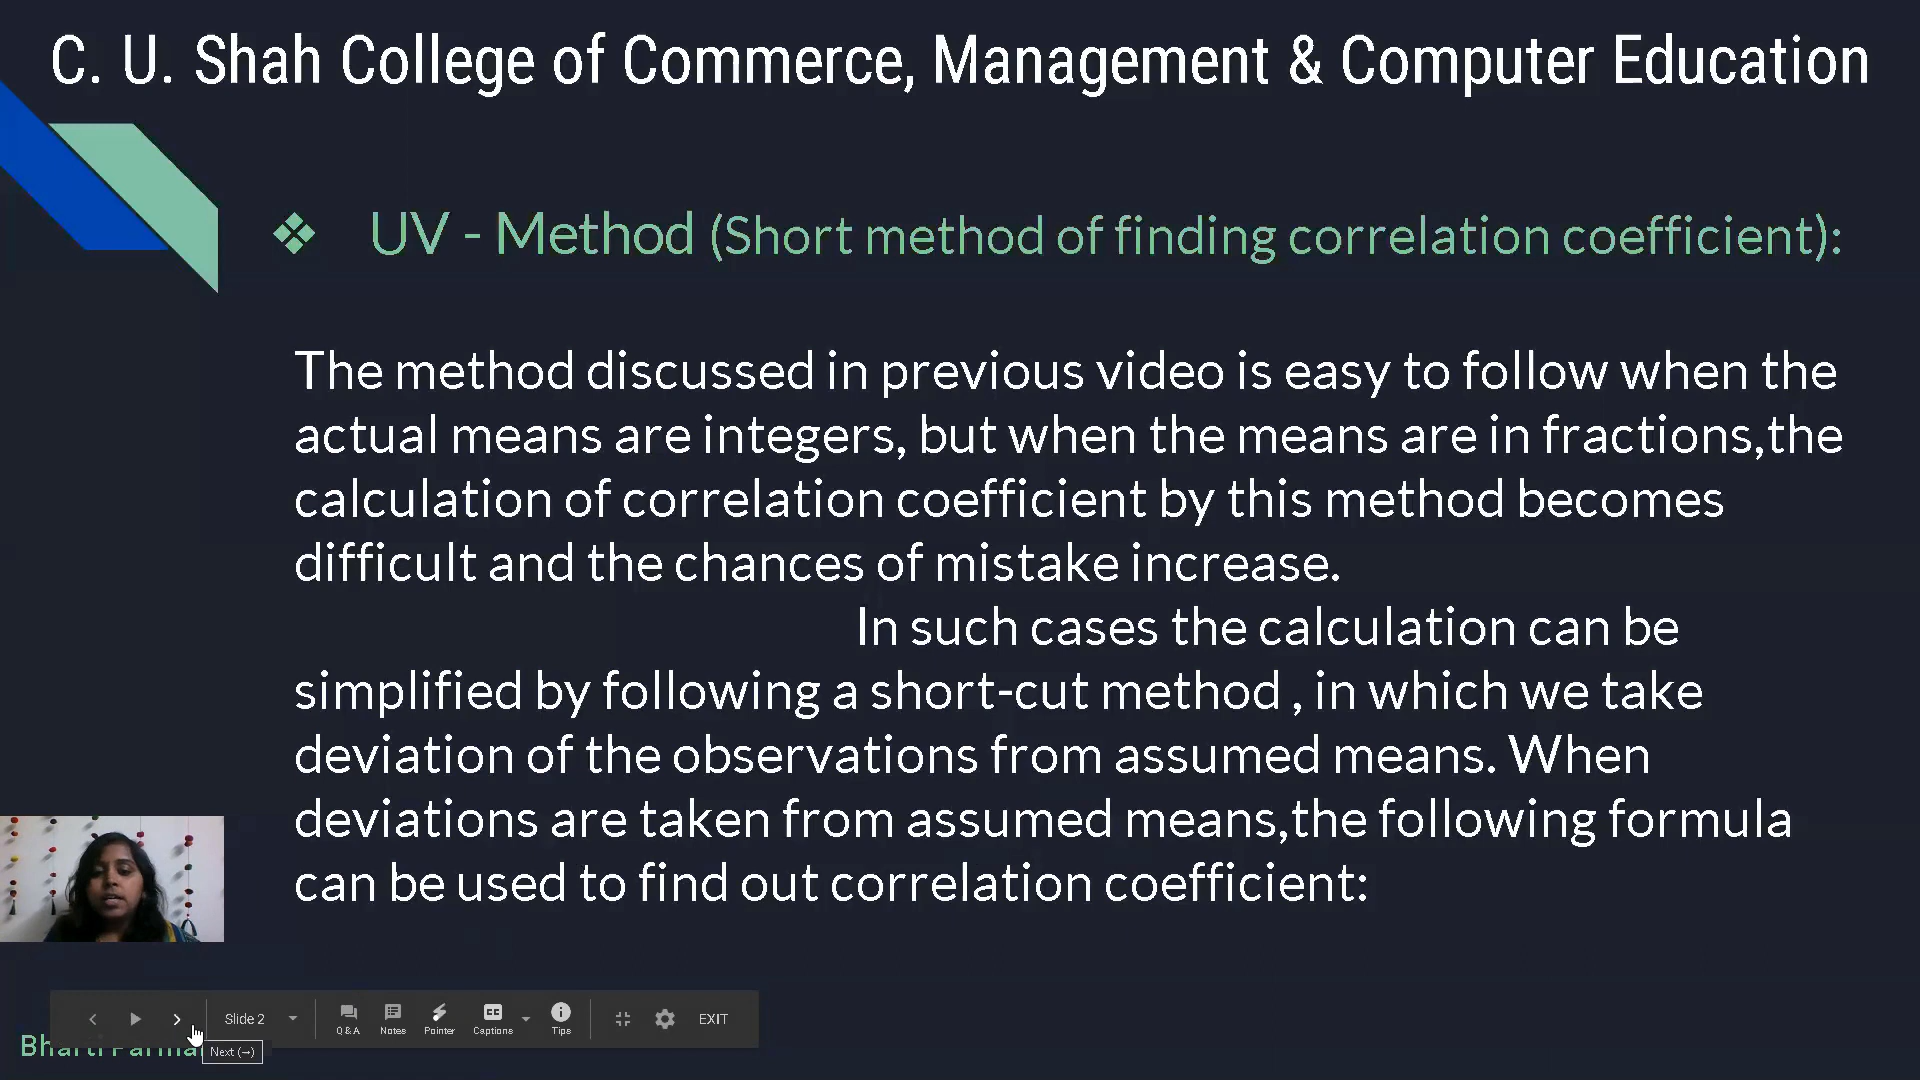 C. U. Shah College of Commerce, Management & Computer Education
❖ UV - Method (Short method of finding correlation coefficient):
The method discussed in previous video is easy to follow when the
actual means are integers, but when the means are in fractions,the
calculation of correlation coefficient by this method becomes
difficult and the chances of mistake increase.
In such cases the calculation can be
simplified by following a short-cut method , in which we take
deviation of the observations from assumed means. When
deviations are taken from assumed means,the following formula
can be used to find out correlation coefficient:
Slide 2
Q & A
Notes
Pointer
Captions
Tips
EXIT
Bharti Parmar
Next (→)